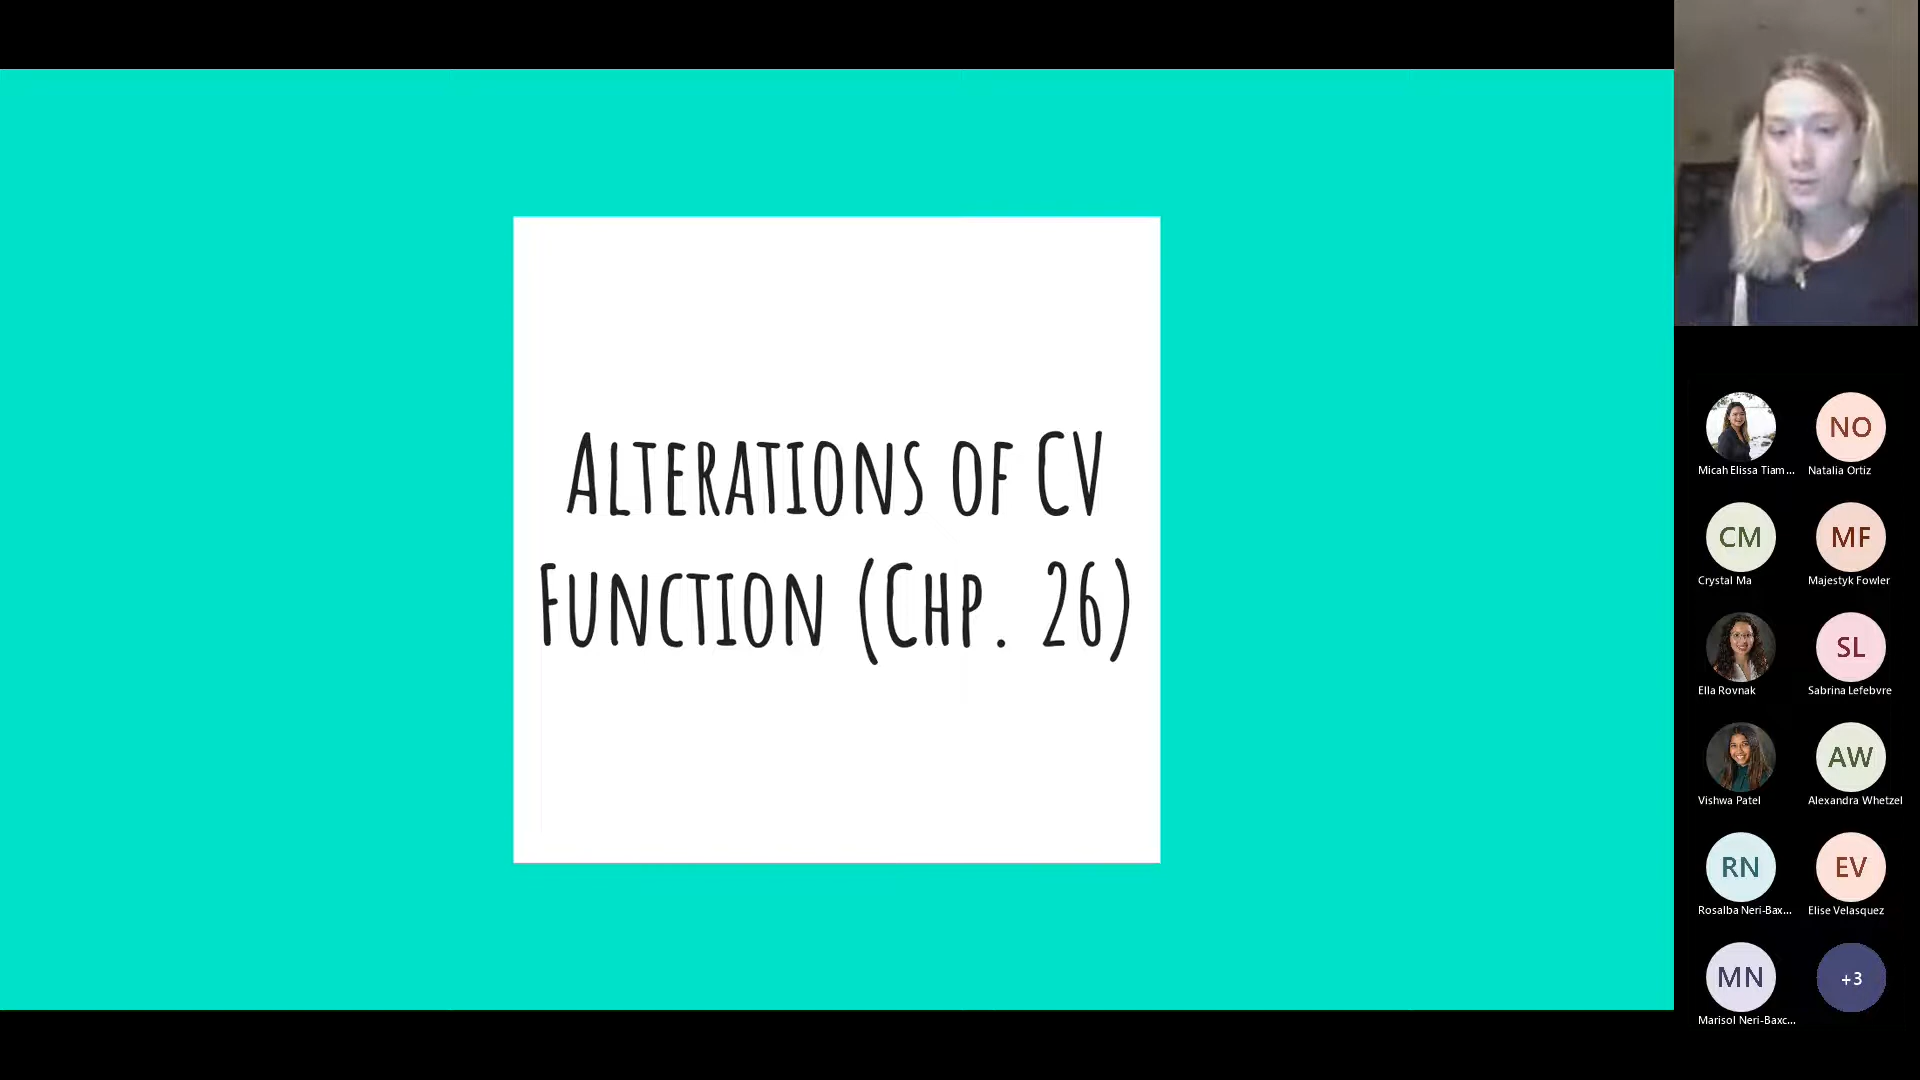 Alterations of CV
Function (Chp. 26)
Micah Elissa Tiam...
NO
Natalia Ortiz
CM
Crystal Ma
MF
Majestyk Fowler
Ella Rovnak
SL
Sabrina Lefebvre
Vishwa Patel
AW
Alexandra Whetzel
RN
Rosalba Neri-Bax...
EV
Elise Velasquez
MN
Marisol Neri-Baxc...
+3